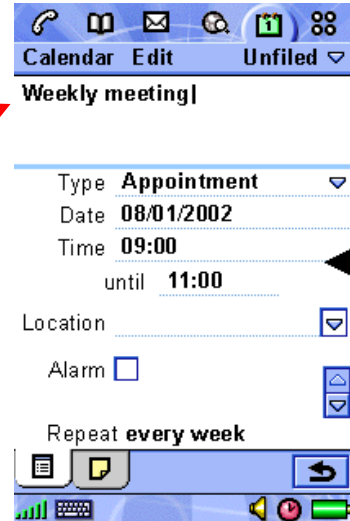 Calendar Edit Unfiled
Weekly meeting
Type Appointment
Date 08/01/2002
Time 09:00
until 11:00
Location
Alarm
Repeat every week